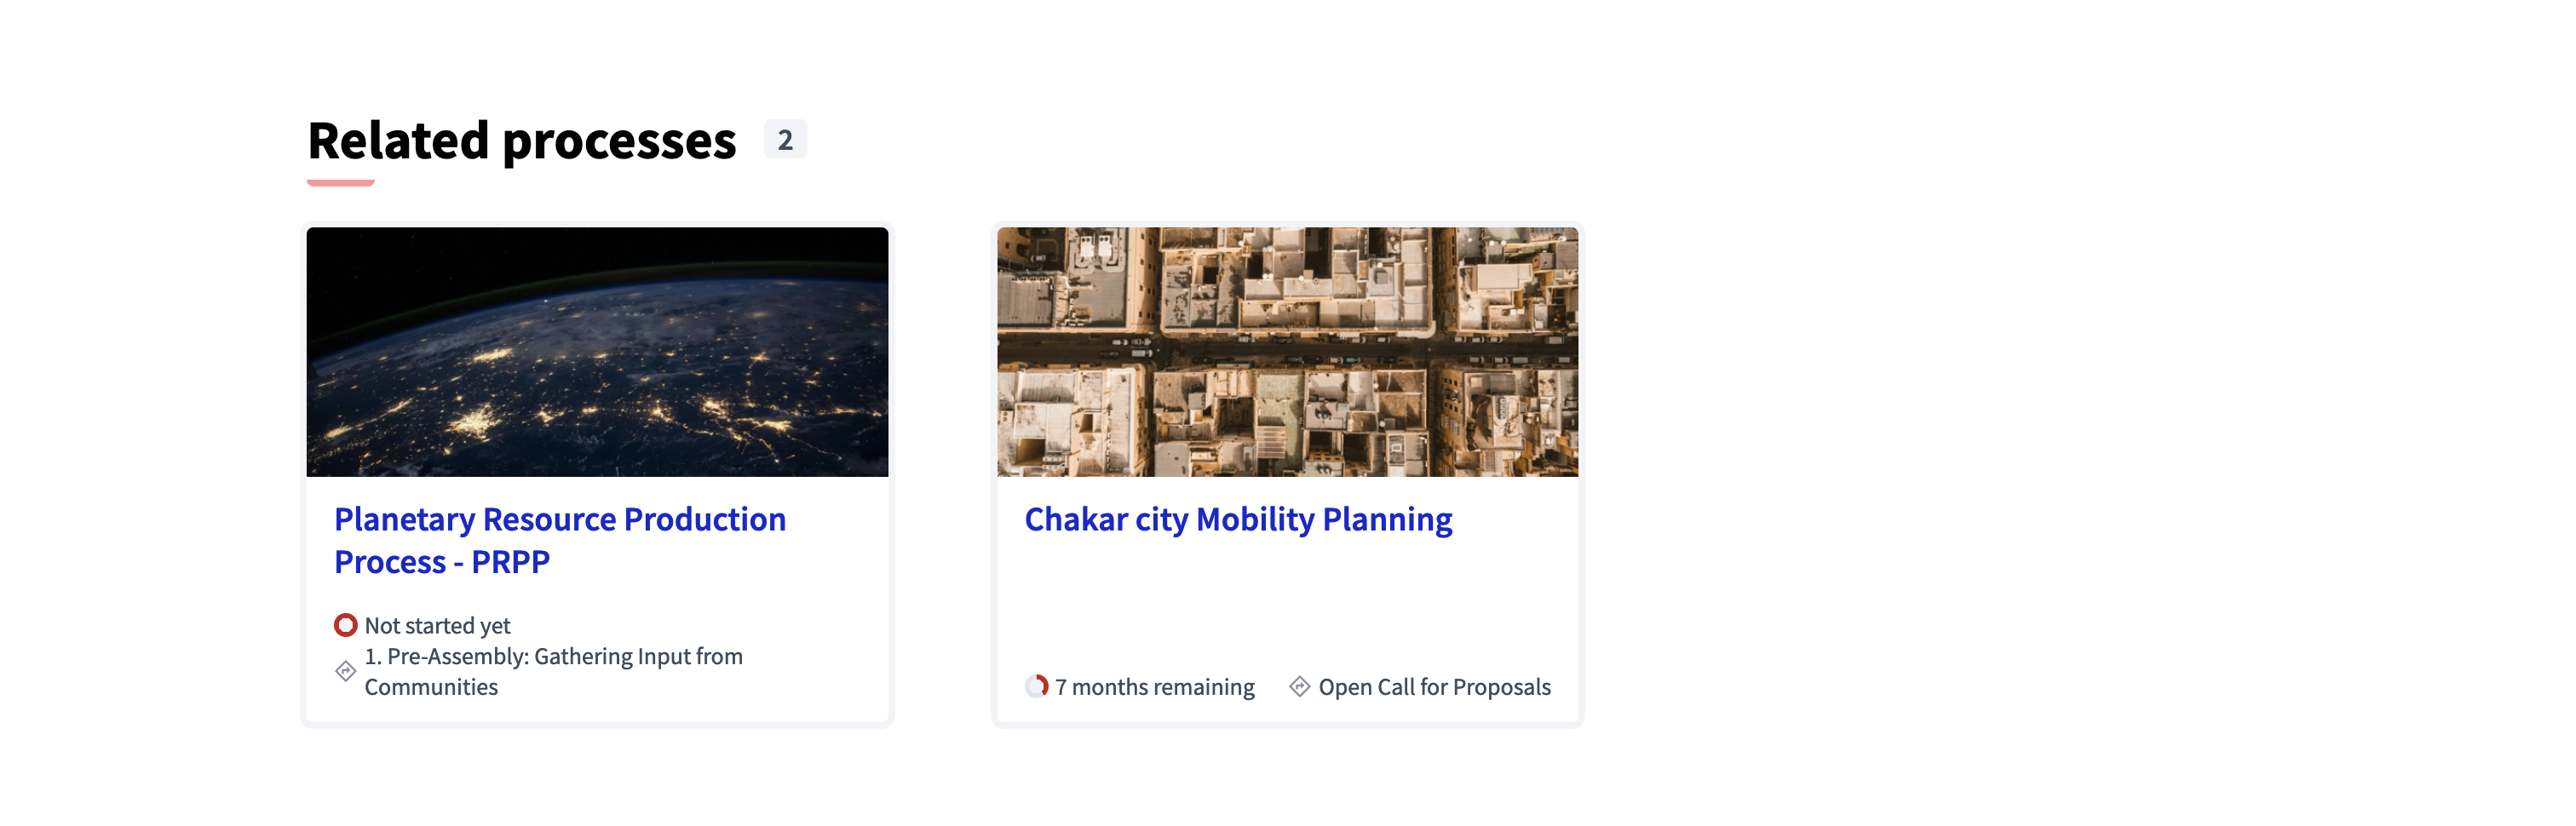 Related processes 2
Planetary Resource Production
Process - PRPP
Not started yet
1. Pre-Assembly: Gathering Input from
Communities
Chakar city Mobility Planning
7 months remaining
Open Call for Proposals